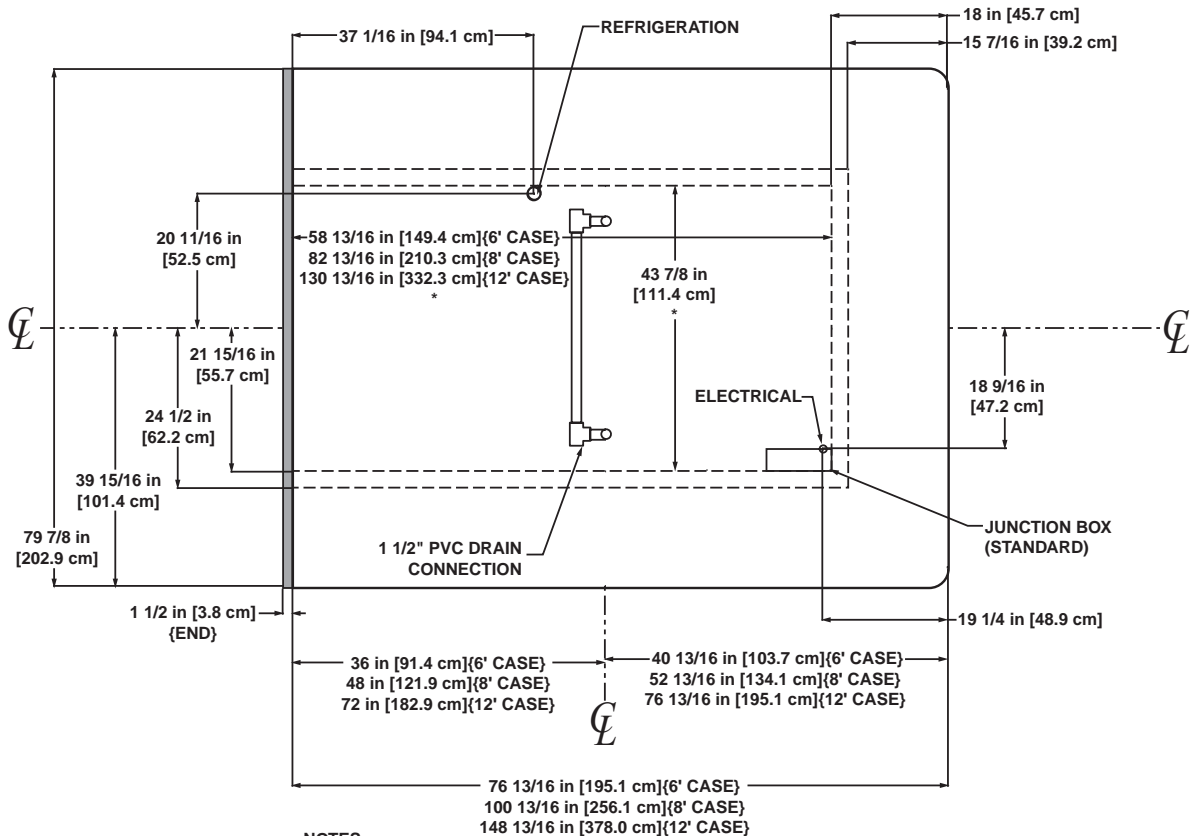 18 in [45.7 cm]
37 1/16 in [94.1 cm]
REFRIGERATION
15 7/16 in [39.2 cm]
20 11/16 in
[52.5 cm]
58 13/16 in [149.4 cm]{6' CASE}
82 13/16 in [210.3 cm]{8' CASE}
130 13/16 in [332.3 cm]{12' CASE}
*
43 7/8 in
[111.4 cm]
*
℄
℄
21 15/16 in
[55.7 cm]
18 9/16 in
[47.2 cm]
ELECTRICAL
24 1/2 in
[62.2 cm]
39 15/16 in
[101.4 cm]
79 7/8 in
[202.9 cm]
JUNCTION BOX
(STANDARD)
1 1/2" PVC DRAIN
CONNECTION
1 1/2 in [3.8 cm]
{END}
19 1/4 in [48.9 cm]
36 in [91.4 cm]{6' CASE}
48 in [121.9 cm]{8' CASE}
72 in [182.9 cm]{12' CASE}
40 13/16 in [103.7 cm]{6' CASE}
52 13/16 in [134.1 cm]{8' CASE}
76 13/16 in [195.1 cm]{12' CASE}
℄
76 13/16 in [195.1 cm]{6' CASE}
100 13/16 in [256.1 cm]{8' CASE}
148 13/16 in [378.0 cm]{12' CASE}
NOTES